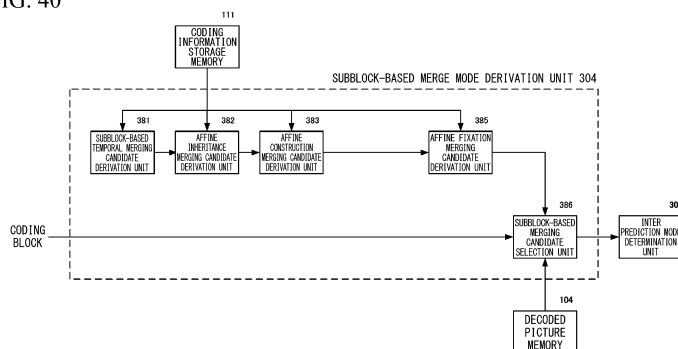 IG. 40
111
CODING
INFORMATION
STORAGE
MEMORY
SUBBLOCK-BASED MERGE MODE DERIVATION UNIT 304
381
SUBBLOCK-BASED
TEMPORAL MERGING
CANDIDATE
DERIVATION UNIT
382
AFFINE
INHERITANCE
MERGING CANDIDATE
DERIVATION UNIT
383
AFFINE
CONSTRUCTION
MERGING CANDIDATE
DERIVATION UNIT
385
AFFINE FIXATION
MERGING
CANDIDATE
DERIVATION UNIT
CODING
BLOCK
386
SUBBLOCK-BASED
MERGING
CANDIDATE
SELECTION UNIT
30
INTER
PREDICTION MODE
DETERMINATION
UNIT
104
DECODED
PICTURE
MEMORY